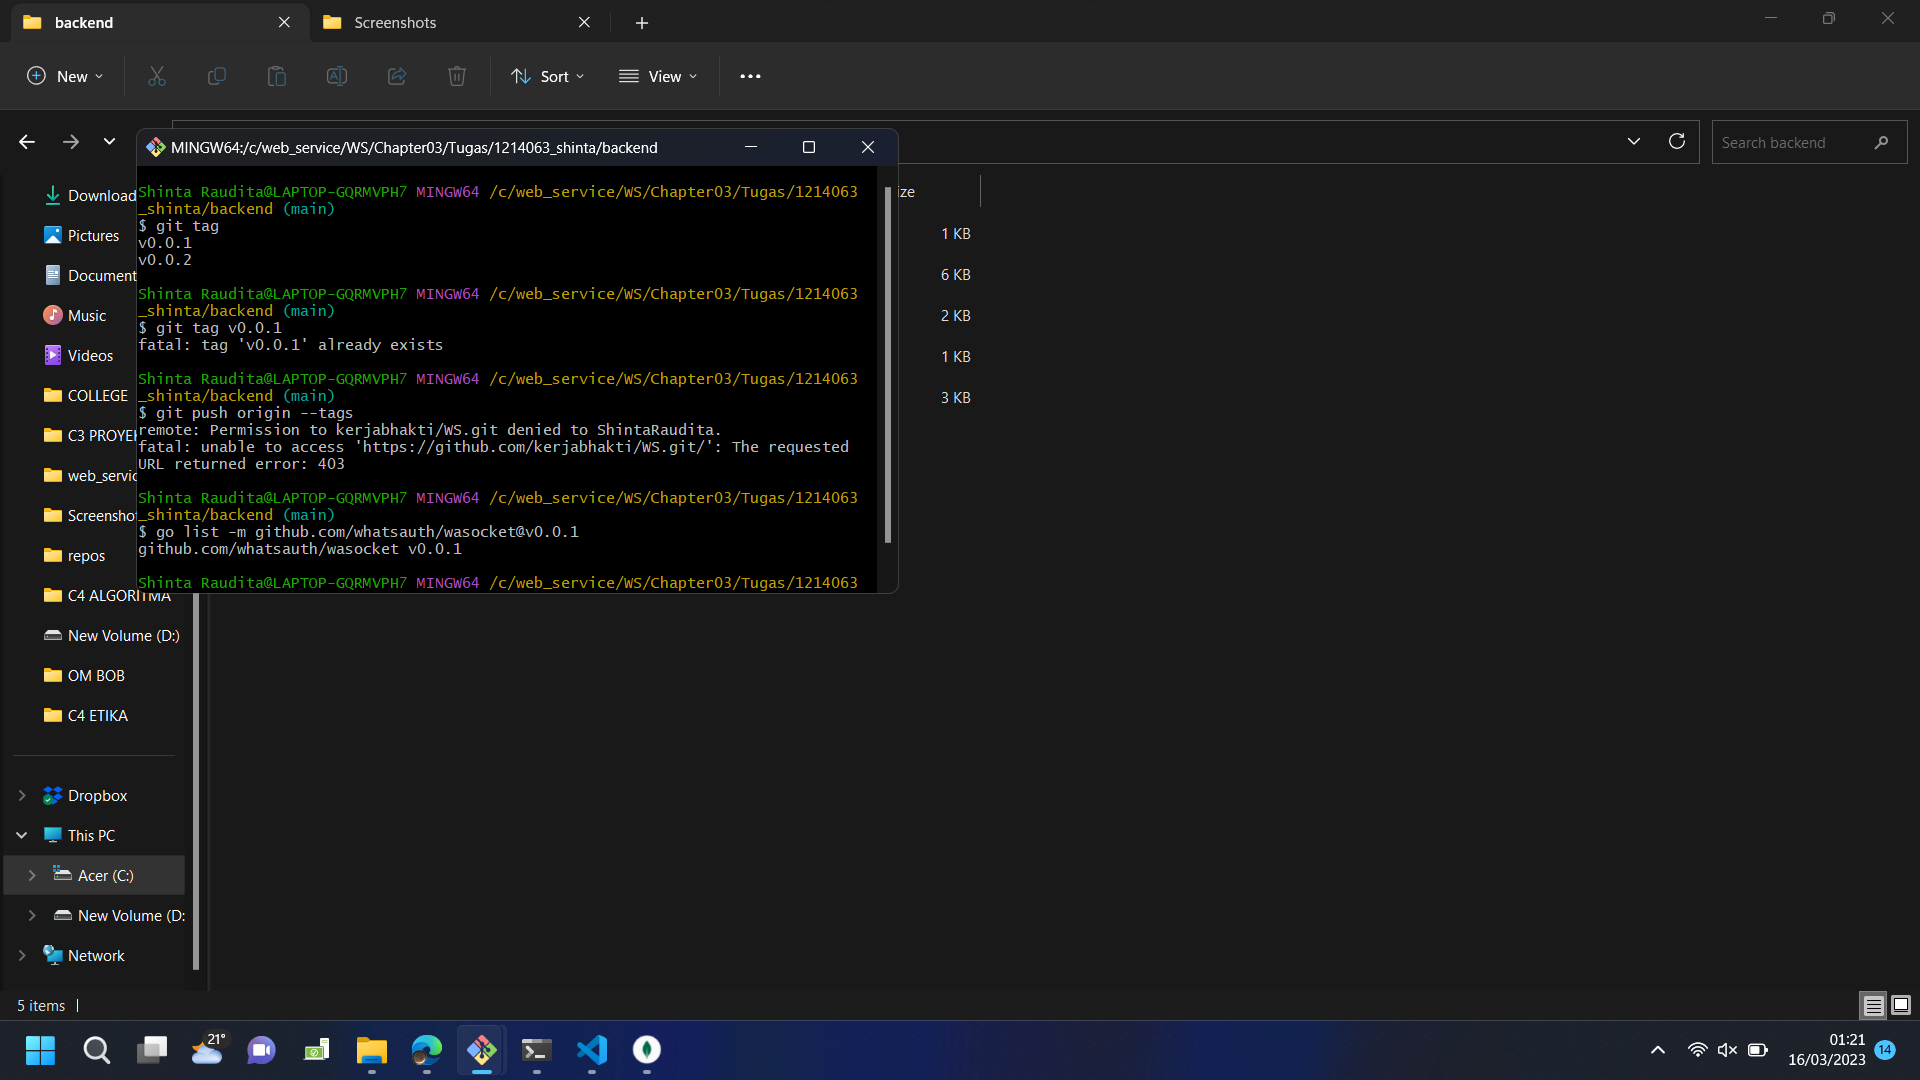 backend
Screenshots
New
Sort
View
MINGW64:/c/web_service/WS/Chapter03/Tugas/1214063_shinta/backend
Search backend
Shinta Raudita@LAPTOP-GQRMVPH7 MINGW64 /c/web_service/WS/Chapter03/Tugas/1214063
_shinta/backend (main)
$ git tag
v0.0.1
v0.0.2
Shinta Raudita@LAPTOP-GQRMVPH7 MINGW64 /c/web_service/WS/Chapter03/Tugas/1214063
_shinta/backend (main)
$ git tag v0.0.1
fatal: tag 'v0.0.1' already exists
Shinta Raudita@LAPTOP-GQRMVPH7 MINGW64 /c/web_service/WS/Chapter03/Tugas/1214063
_shinta/backend (main)
$ git push origin --tags
remote: Permission to kerjabhakti/WS.git denied to ShintaRaudita.
fatal: unable to access 'https://github.com/kerjabhakti/WS.git/': The requested
URL returned error: 403
Shinta Raudita@LAPTOP-GQRMVPH7 MINGW64 /c/web_service/WS/Chapter03/Tugas/1214063
_shinta/backend (main)
$ go list -m github.com/whatsauth/wasocket@v0.0.1
github.com/whatsauth/wasocket v0.0.1
Shinta Raudita@LAPTOP-GQRMVPH7 MINGW64 /c/web_service/WS/Chapter03/Tugas/1214063
ze
1 KB
6 KB
2 KB
1 KB
3 KB
Download
Pictures
Document
Music
Videos
COLLEGE
C3 PROYE
web_servic
Screensho
repos
C4 ALGORITMA
New Volume (D:)
OM BOB
C4 ETIKA
Dropbox
This PC
Acer (C:)
New Volume (D:
Network
5 items
21°
01:21
16/03/2023
14